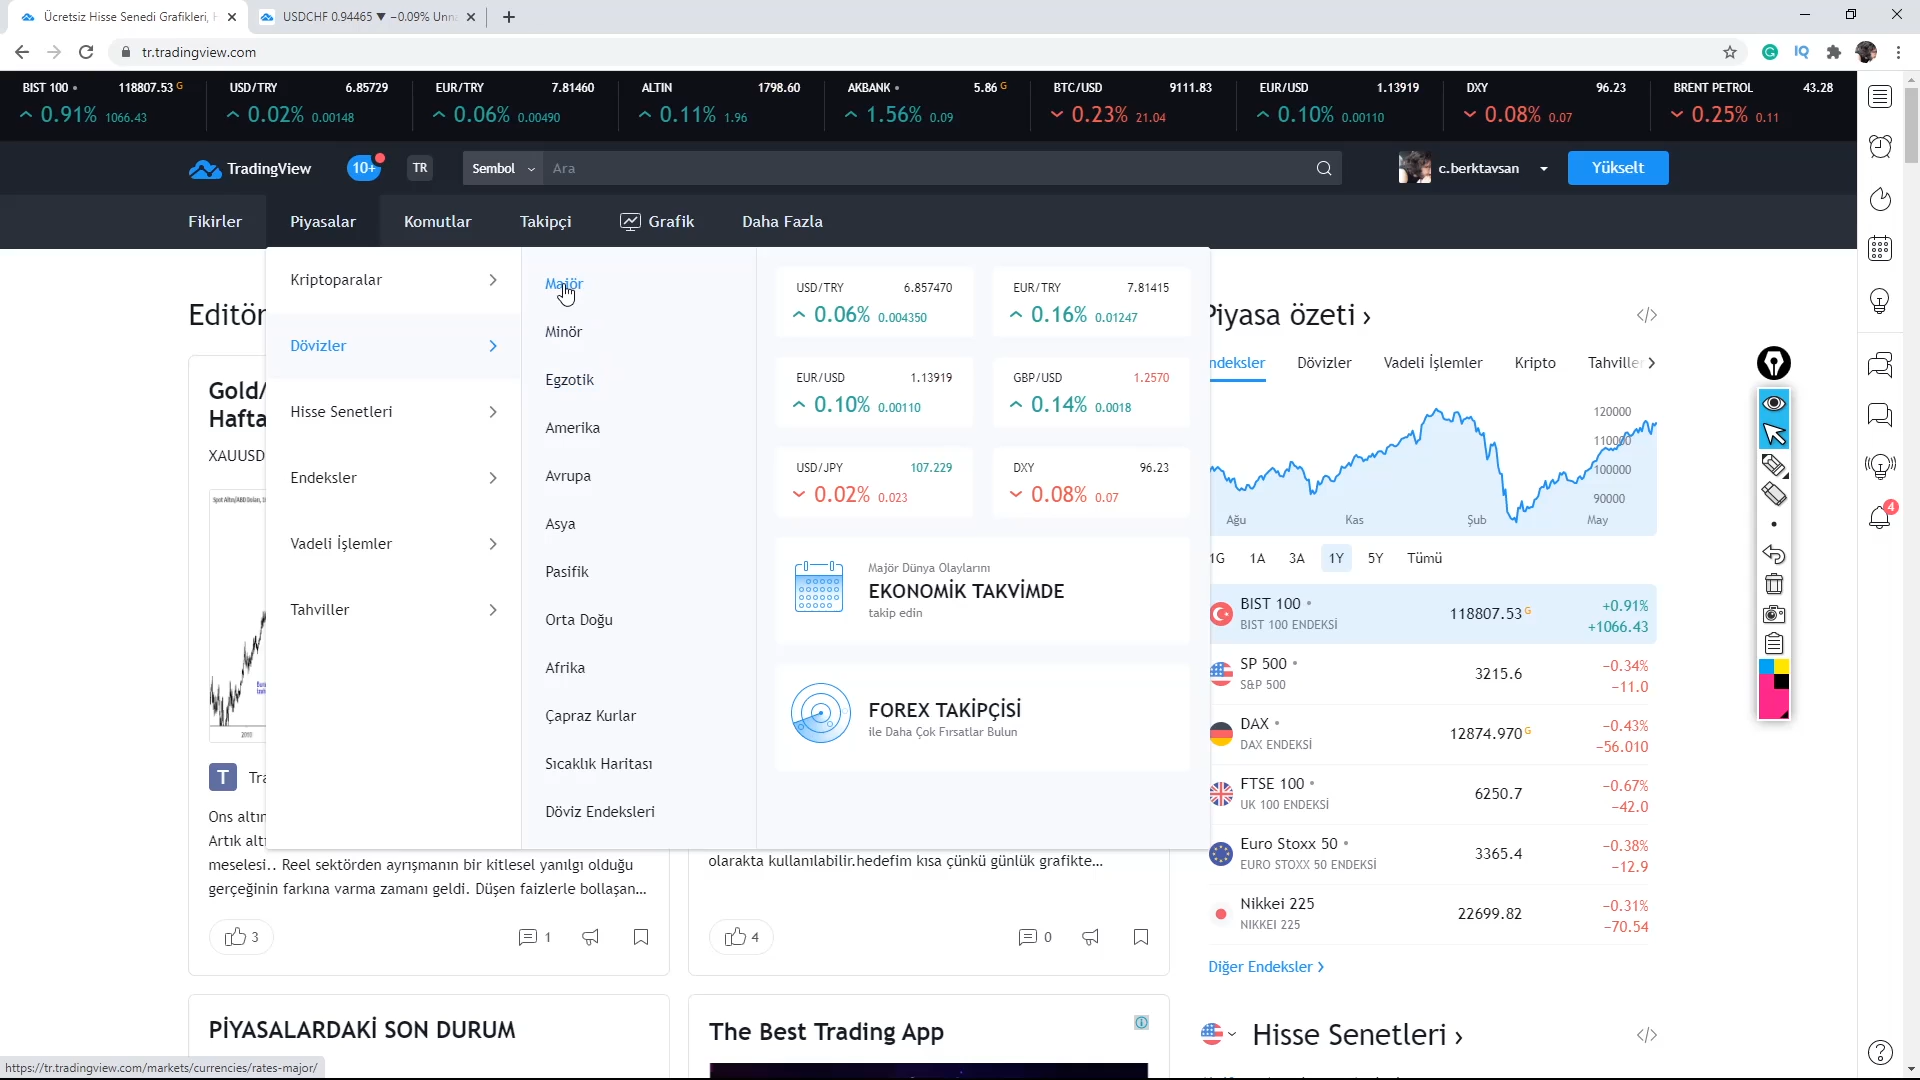 Ücretsiz Hisse Senedi Grafikleri, H
USDCHF 0.94465 ▼ −0.09% Unna
tr.tradingview.com
BIST 100 118807.53 G
0.91% 1066.43
USD/TRY 6.85729
0.02% 0.00148
EUR/TRY 7.81460
0.06% 0.00490
ALTIN 1798.60
0.11% 1.96
AKBANK 5.86 G
1.56% 0.09
BTC/USD 9111.83
0.23% 21.04
EUR/USD 1.13919
0.10% 0.00110
DXY 96.23
0.08% 0.07
BRENT PETROL 43.28
0.25% 0.11
TradingView
10+
TR
Sembol
Ara
c.berktavsan
Yükselt
Fikirler
Piyasalar
Komutlar
Takipçi
Grafik
Daha Fazla
Kriptoparalar
Dövizler
Hisse Senetleri
Endeksler
Vadeli İşlemler
Tahviller
Majör
Minör
Egzotik
Amerika
Avrupa
Asya
Pasifik
Orta Doğu
Afrika
Çapraz Kurlar
Sıcaklık Haritası
Döviz Endeksleri
USD/TRY 6.857470
0.06% 0.004350
EUR/TRY 7.81415
0.16% 0.01247
EUR/USD 1.13919
0.10% 0.00110
GBP/USD 1.2570
0.14% 0.0018
USD/JPY 107.229
0.02% 0.023
DXY 96.23
0.08% 0.07
Majör Dünya Olaylarını
EKONOMİK TAKVİMDE
takip edin
FOREX TAKİPÇİSİ
ile Daha Çok Fırsatlar Bulun
Editör
Gold/
Hafta
XAUUSD
T Tra
Ons altın
Artık altı
meselesi.. Reel sektörden ayrışmanın bir kitlesel yanılgı olduğu
gerçeğinin farkına varma zamanı geldi. Düşen faizlerle bollaşan...
3
1
olarakta kullanılabilir.hedefim kısa çünkü günlük grafikte...
4
0
PİYASALARDAKİ SON DURUM
The Best Trading App
Piyasa özeti
ndeksler
Dövizler
Vadeli İşlemler
Kripto
Tahviller
120000
110000
100000
90000
Ağu Kas Şub May
1G 1A 3A 1Y 5Y Tümü
BIST 100 118807.53 G +0.91%
BIST 100 ENDEKSİ +1066.43
SP 500 3215.6 −0.34%
S&P 500 −11.0
DAX 12874.970 G −0.43%
DAX ENDEKSİ −56.010
FTSE 100 6250.7 −0.67%
UK 100 ENDEKSİ −42.0
Euro Stoxx 50 3365.4 −0.38%
EURO STOXX 50 ENDEKSİ −12.9
Nikkei 225 22699.82 −0.31%
NIKKEI 225 −70.54
Diğer Endeksler
Hisse Senetleri
4
https://tr.tradingview.com/markets/currencies/rates-major/